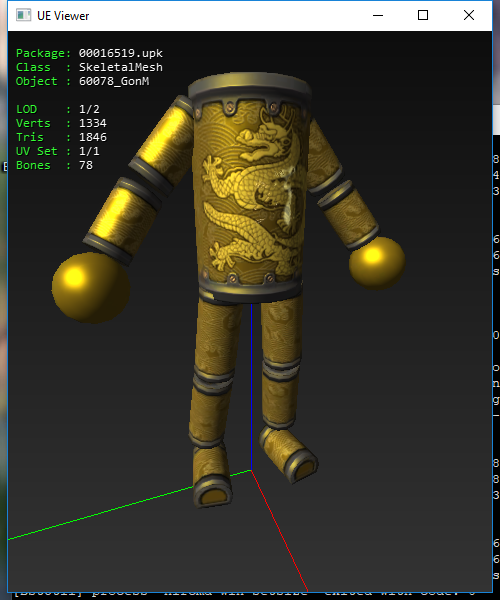 UE Viewer
Package: 00016519.upk
Class  : SkeletalMesh
Object : 60078_GonM
LOD    : 1/2
Verts  : 1334
Tris   : 1846
UV Set : 1/1
Bones  : 78